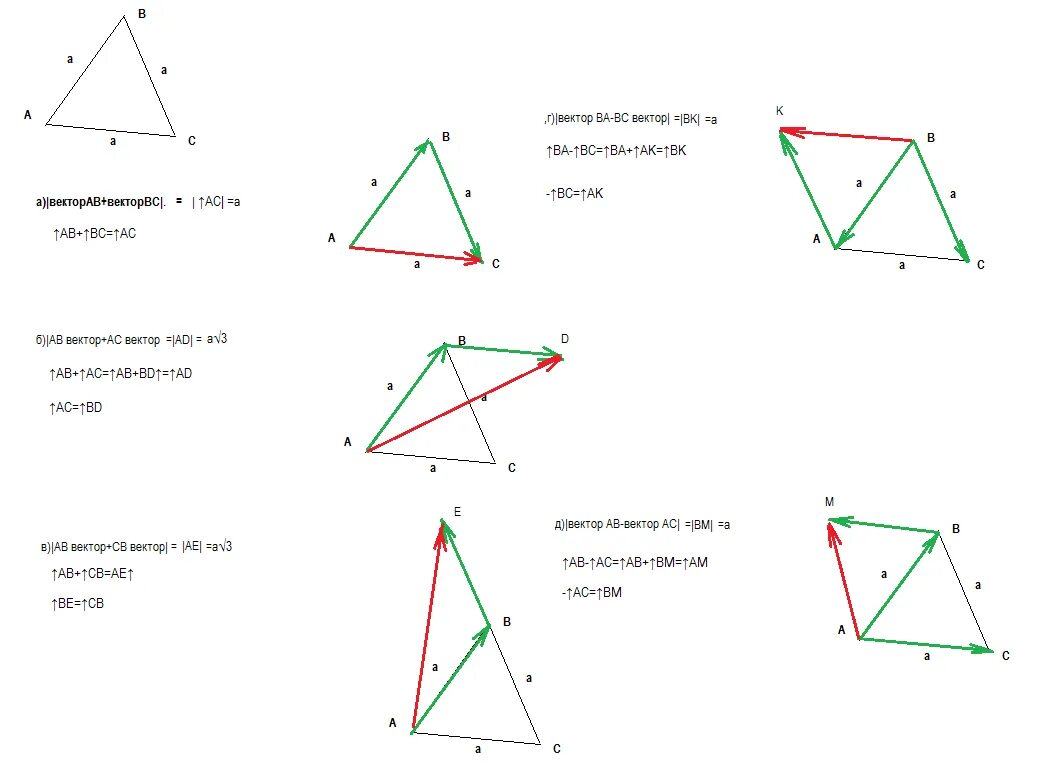 B
a
a
A
a
C
а)|векторAB+векторBC|. = | ↑AC| =a
↑AB+↑BC=↑AC
B
a
a
A
a
C
,г)|вектор BA-BC вектор| =|BK| =a
↑BA-↑BC=↑BA+↑AK=↑BK
-↑BC=↑AK
K
B
a
a
A
a
C
б)|AB вектор+AC вектор =|AD| = a√3
↑AB+↑AC=↑AB+BD↑=↑AD
↑AC=↑BD
B
D
a
a
A
a
C
в)|AB вектор+CB вектор| = |AE| =a√3
↑AB+↑CB=AE↑
↑BE=↑CB
E
B
a
a
A
a
C
д)|вектор AB-вектор AC| =|BM| =a
↑AB-↑AC=↑AB+↑BM=↑AM
-↑AC=↑BM
M
B
a
a
A
a
C